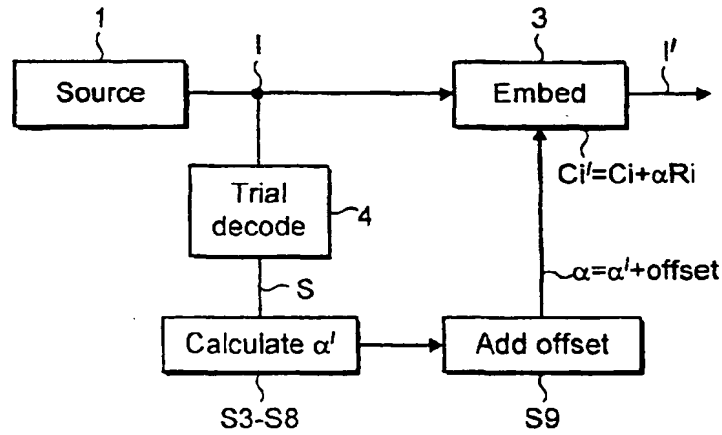 1
I
3
I'
Source
Embed
Ci'=Ci+αRi
Trial
decode
4
S
α=α'+offset
Calculate α'
Add offset
S3-S8
S9